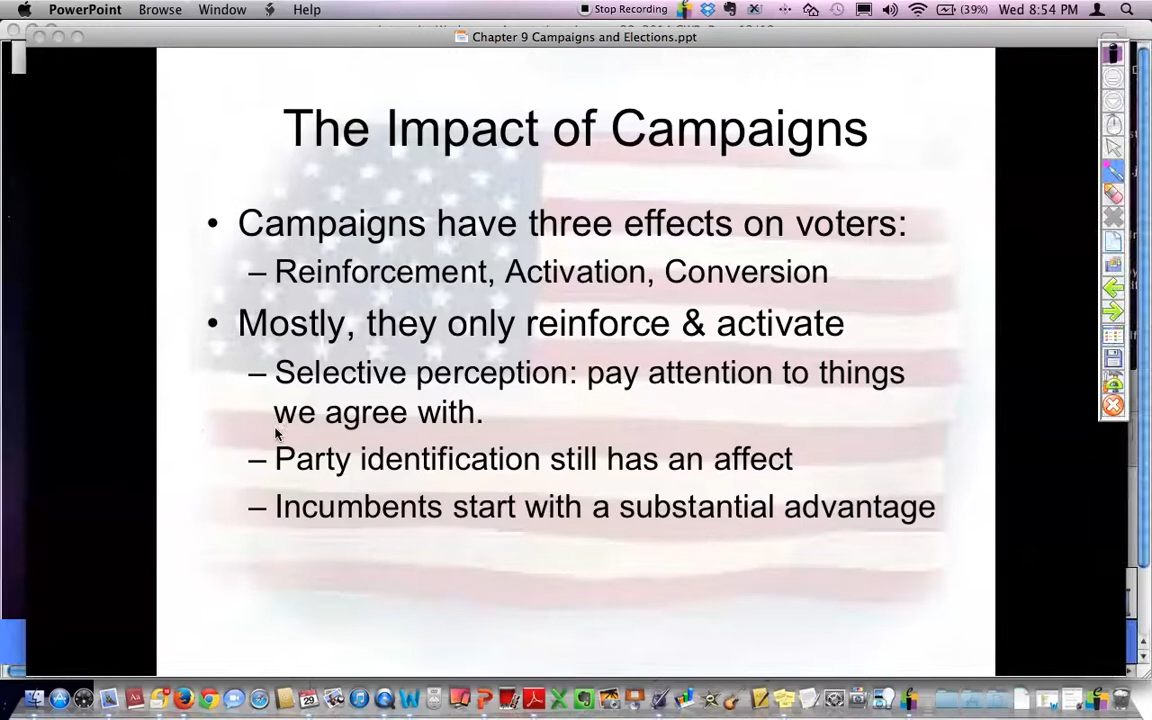 PowerPoint Browse Window Help Stop Recording (39%) Wed 8:54 PM
Chapter 9 Campaigns and Elections.ppt
The Impact of Campaigns
• Campaigns have three effects on voters:
– Reinforcement, Activation, Conversion
• Mostly, they only reinforce & activate
– Selective perception: pay attention to things
we agree with.
– Party identification still has an affect
– Incumbents start with a substantial advantage